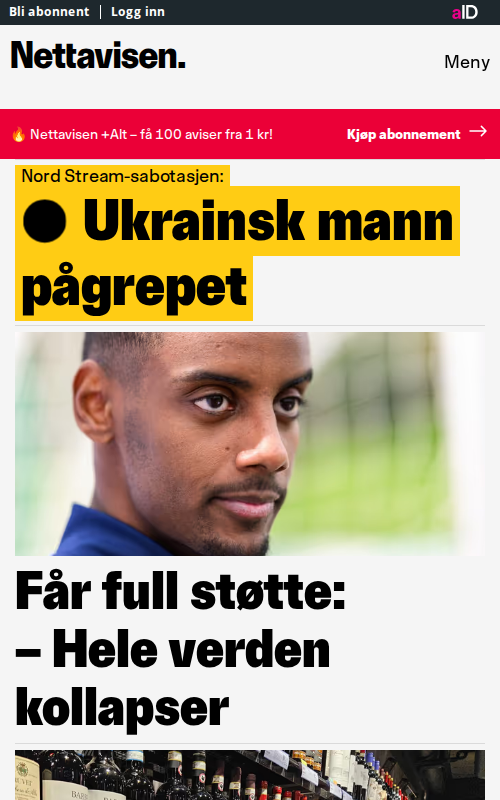 Bli abonnent | Logg inn
aID
Nettavisen.
Meny
🔥 Nettavisen +Alt – få 100 aviser fra 1 kr!
Kjøp abonnement →
Nord Stream-sabotasjen:
● Ukrainsk mann
pågrepet
Får full støtte:
– Hele verden
kollapser